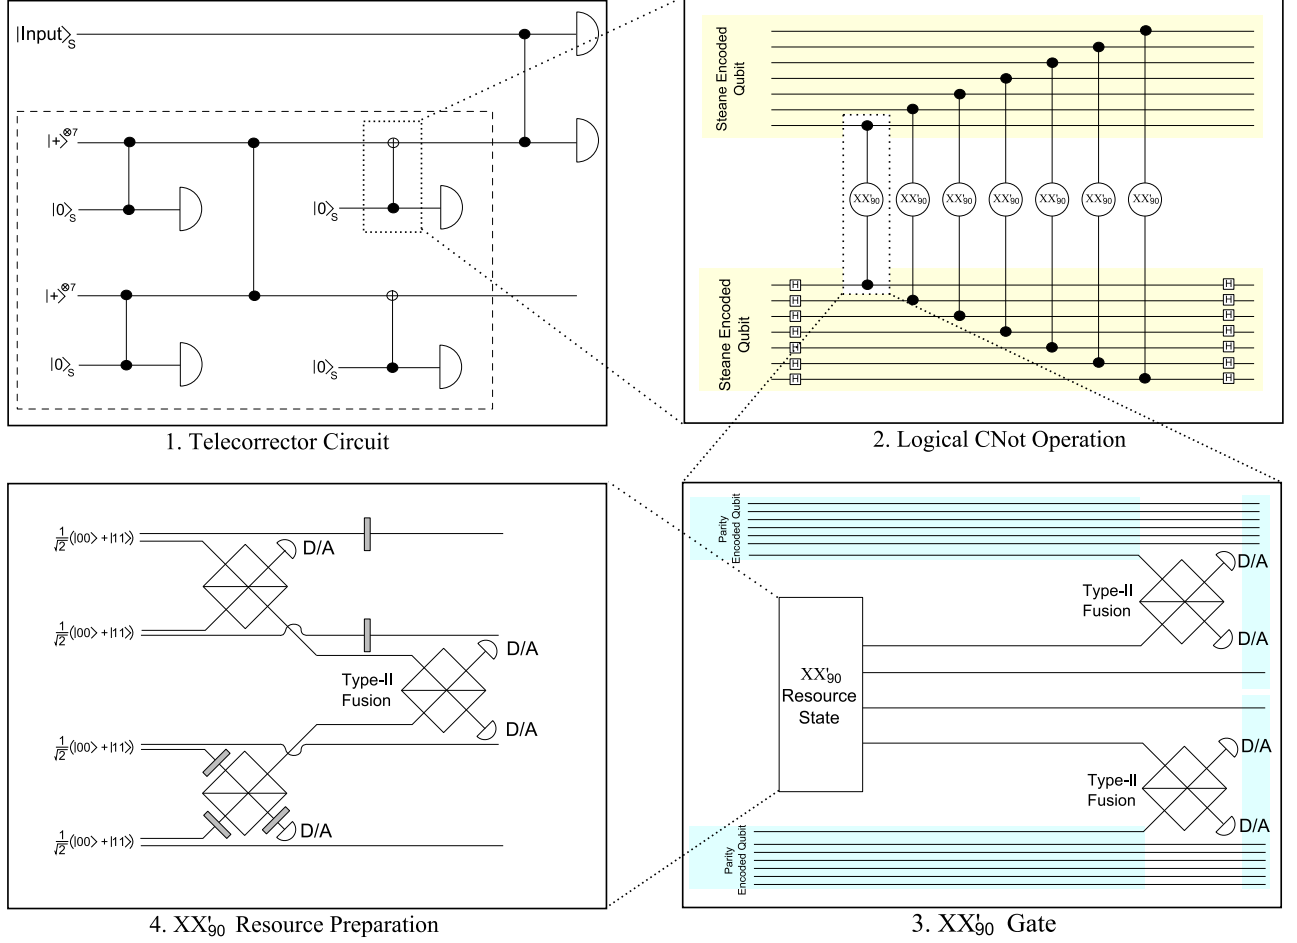 |Input⟩S
|+⟩⊗7
|0⟩S
|0⟩S
|+⟩⊗7
|0⟩S
|0⟩S
1. Telecorrector Circuit
Steane Encoded
Qubit
XX'90 XX'90 XX'90 XX'90 XX'90 XX'90 XX'90
Steane Encoded
Qubit
H H
H H
H H
H H
H H
H H
H H
2. Logical CNot Operation
1/√2(|00⟩ + |11⟩)
D/A
1/√2(|00⟩ + |11⟩)
D/A
Type-II
Fusion
D/A
1/√2(|00⟩ + |11⟩)
D/A
1/√2(|00⟩ + |11⟩)
4. XX'90 Resource Preparation
Parity
Encoded Qubit
D/A
Type-II
Fusion
D/A
XX'90
Resource
State
D/A
Type-II
Fusion
D/A
Parity
Encoded Qubit
3. XX'90 Gate